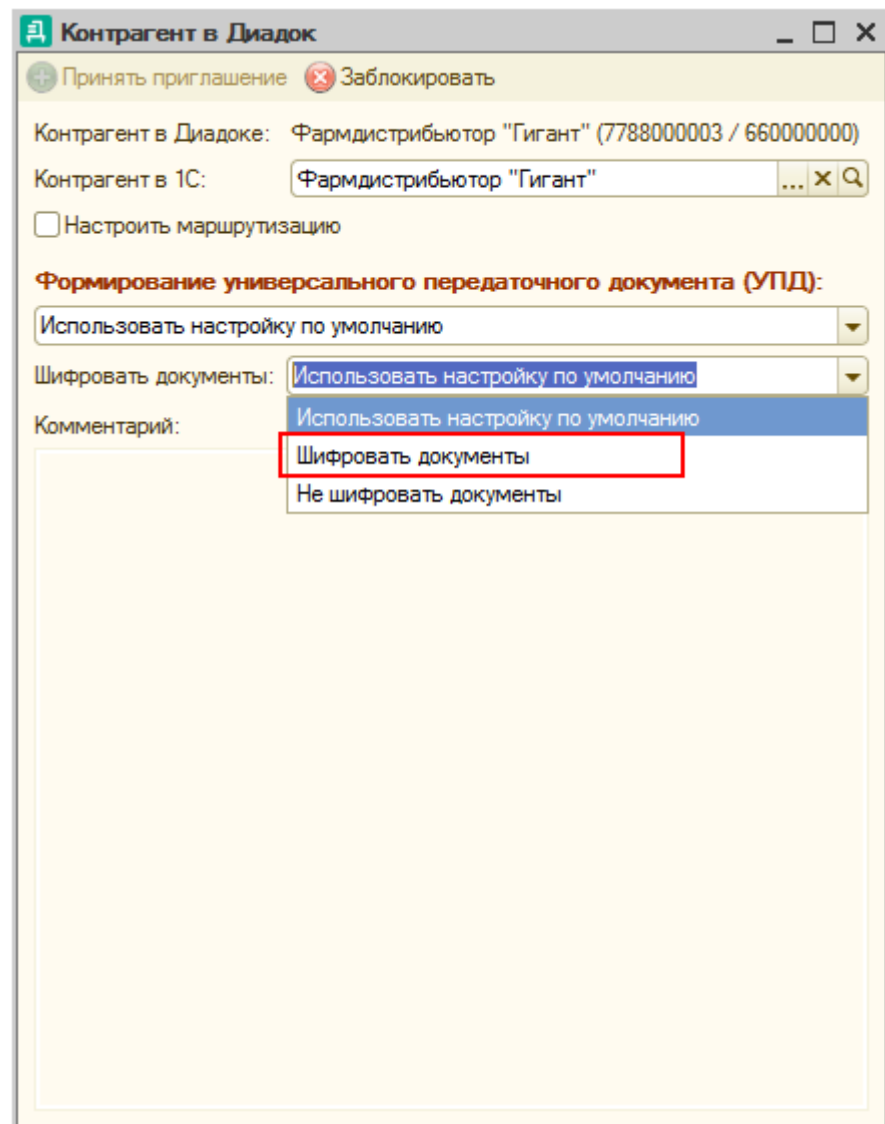 Контрагент в Диадок
Принять приглашение Заблокировать
Контрагент в Диадоке: Фармдистрибьютор "Гигант" (7788000003 / 660000000)
Контрагент в 1С: Фармдистрибьютор "Гигант" ...
Настроить маршрутизацию
Формирование универсального передаточного документа (УПД):
Использовать настройку по умолчанию
Шифровать документы: Использовать настройку по умолчанию
Использовать настройку по умолчанию
Комментарий:
Шифровать документы
Не шифровать документы